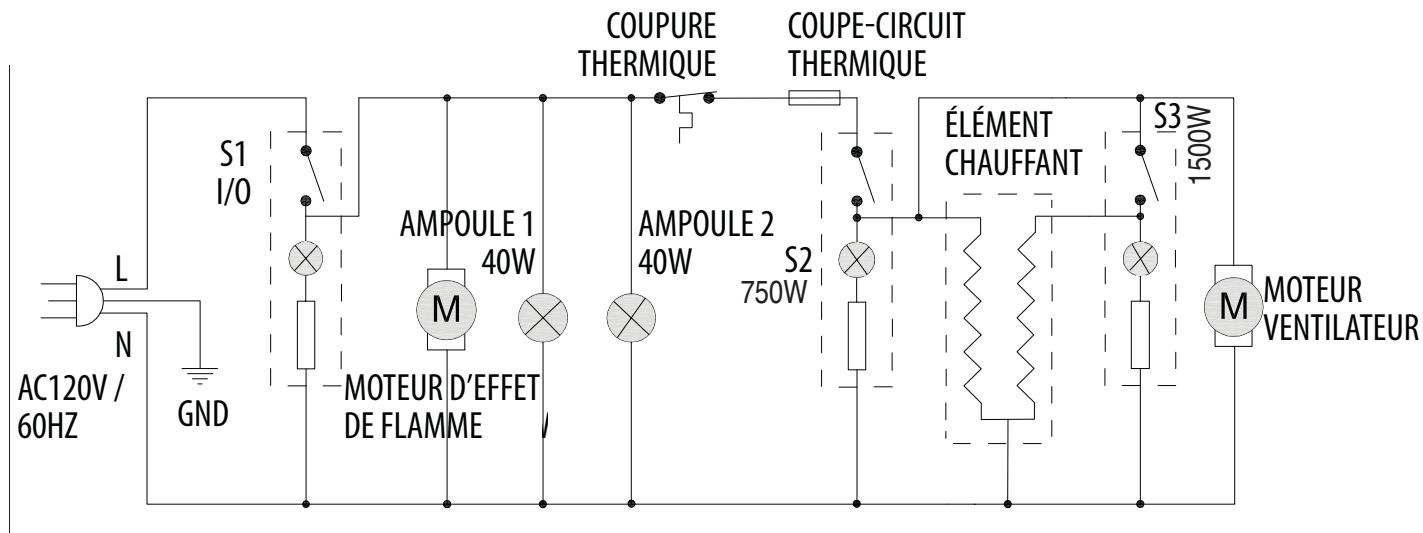 COUPURE
THERMIQUE
COUPE-CIRCUIT
THERMIQUE
S1
I/O
AMPOULE 1
40W
AMPOULE 2
40W
S2
750W
ÉLÉMENT
CHAUFFANT
S3
1500W
L
N
AC120V /
60HZ
GND
M
MOTEUR D'EFFET
DE FLAMME
M
MOTEUR
VENTILATEUR